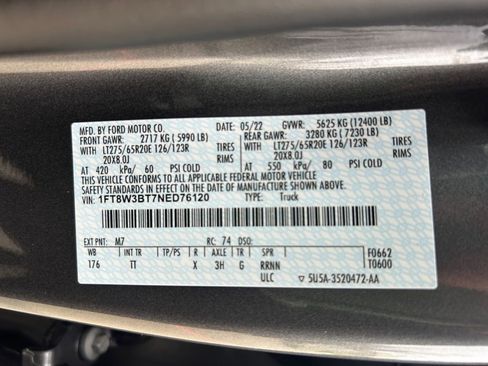 MFD. BY FORD MOTOR CO. 05/22 GVWR: 5625 KG (12400 LB)
FRONT GAWR: 2717 KG (5990 LB) REAR GAWR: 3280 KG (7230 LB)
WITH LT275/65R20E 126/123R TIRES WITH LT275/65R20E 126/123R TIRES
20X8.0J RIMS 20X8.0J RIMS
AT 420 kPa/ 60 PSI COLD AT 550 kPa/ 80 PSI COLD
THIS VEHICLE CONFORMS TO ALL APPLICABLE FEDERAL MOTOR VEHICLE
SAFETY STANDARDS IN EFFECT ON THE DATE OF MANUFACTURE SHOWN ABOVE.
VIN: 1FT8W3BT7NED76120 TYPE: Truck
EXT PNT: M7 RC: 74 DSO: F0662
WB INT TR TP/PS R AXLE TR SPR T0600
176 TT X 3H G RRNN
ULC ▽ 5U5A-3520472-AA